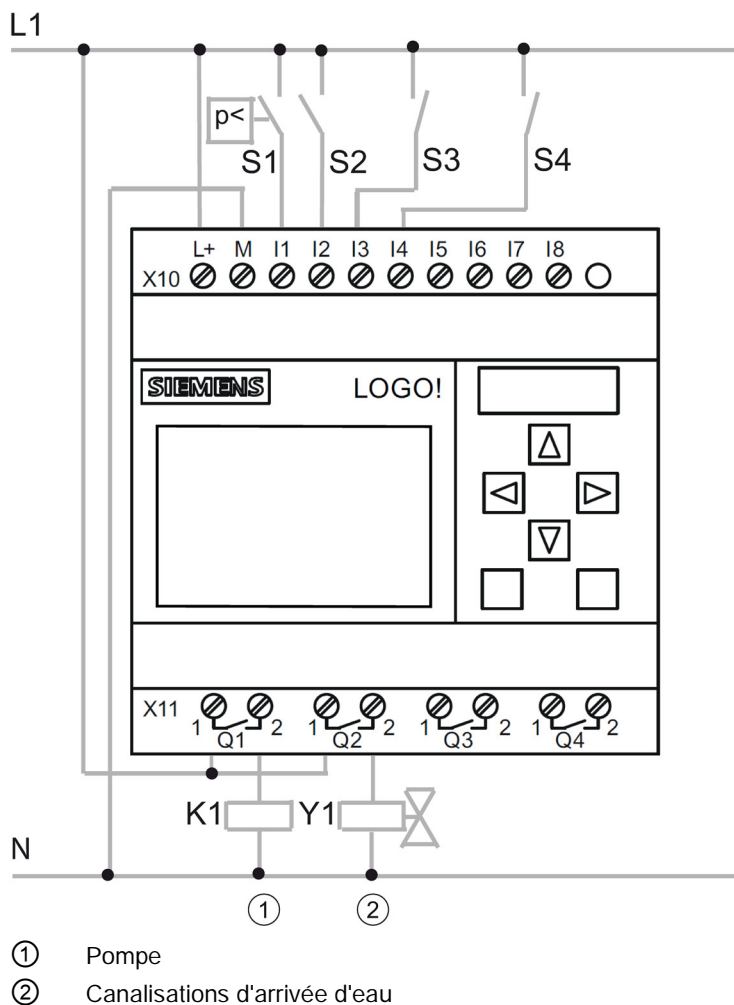 L1
p<
S1 S2 S3 S4
L+ M I1 I2 I3 I4 I5 I6 I7 I8
X10
SIEMENS LOGO!
X11 1 2 1 2 1 2 1 2
Q1 Q2 Q3 Q4
K1 Y1
N
1 2
① Pompe
② Canalisations d'arrivée d'eau